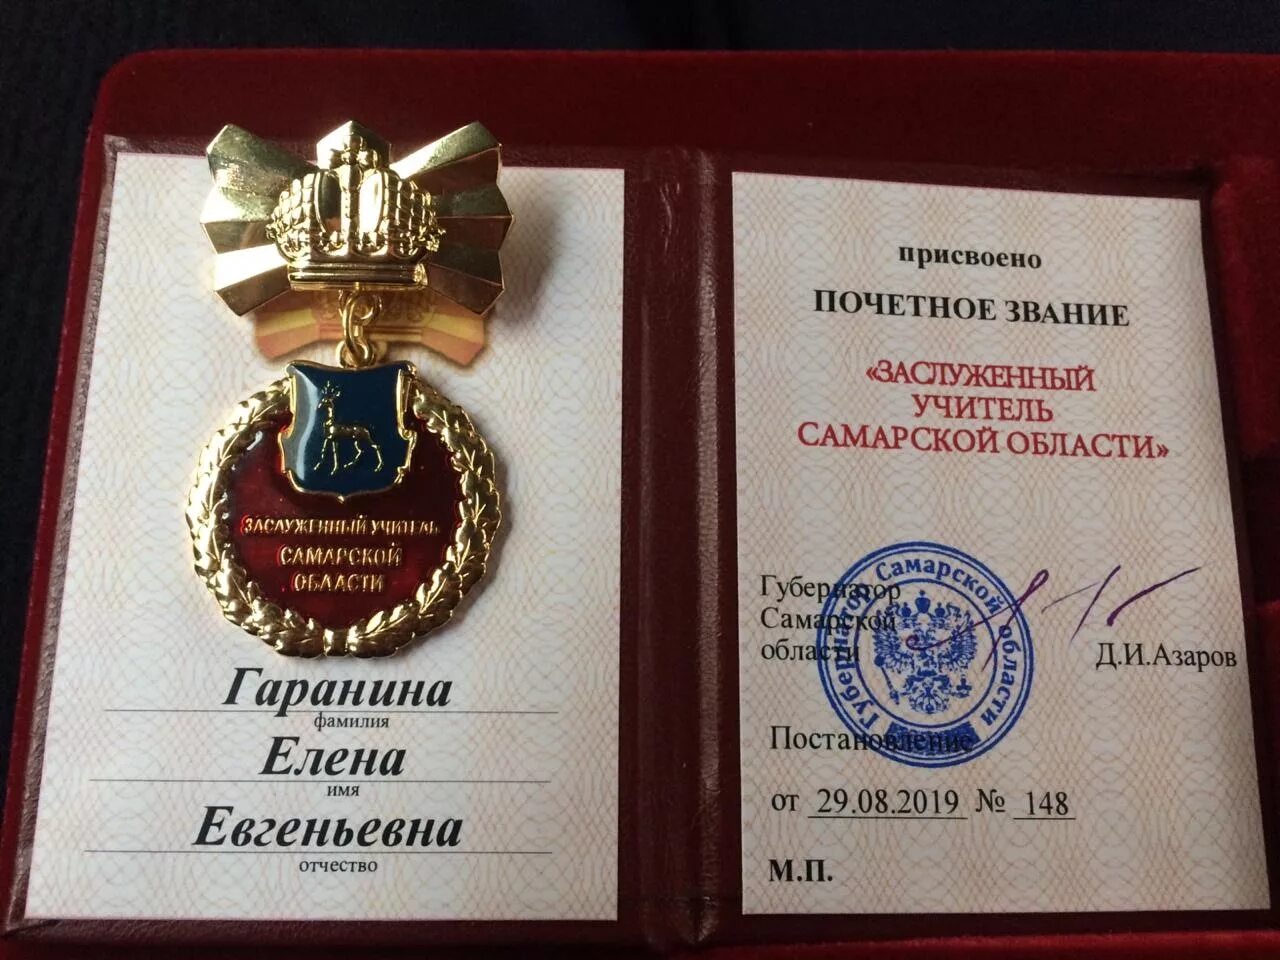 ЗАСЛУЖЕННЫЙ УЧИТЕЛЬ
САМАРСКОЙ
ОБЛАСТИ
Гаранина
фамилия
Елена
имя
Евгеньевна
отчество
присвоено
ПОЧЕТНОЕ ЗВАНИЕ
«ЗАСЛУЖЕННЫЙ
УЧИТЕЛЬ
САМАРСКОЙ ОБЛАСТИ»
Губернатор
Самарской
области
Д.И.Азаров
Губернатор Самарской области
Постановление
от 29.08.2019 № 148
М.П.